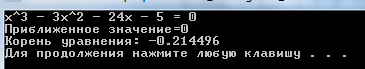 x^3 - 3x^2 - 24x - 5 = 0
Приближенное значение=0
Корень уравнения: -0.214496
Для продолжения нажмите любую клавишу . . .